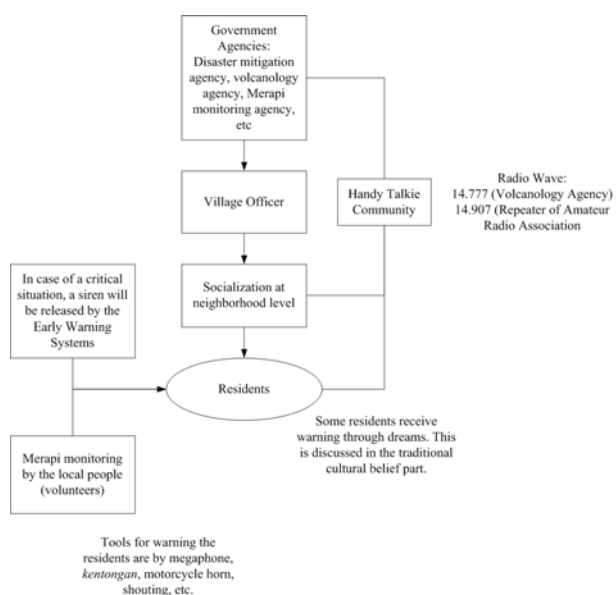 Government
Agencies:
Disaster mitigation
agency, volcanology
agency, Merapi
monitoring agency,
etc
Village Officer
Handy Talkie
Community
Radio Wave:
14.777 (Volcanology Agency)
14.907 (Repeater of Amateur
Radio Association
In case of a critical
situation, a siren will
be released by the
Early Warning
Systems
Socialization at
neighborhood level
Residents
Some residents receive
warning through dreams. This
is discussed in the traditional
cultural belief part.
Merapi monitoring
by the local people
(volunteers)
Tools for warning the
residents are by megaphone,
kentongan, motorcycle horn,
shouting, etc.